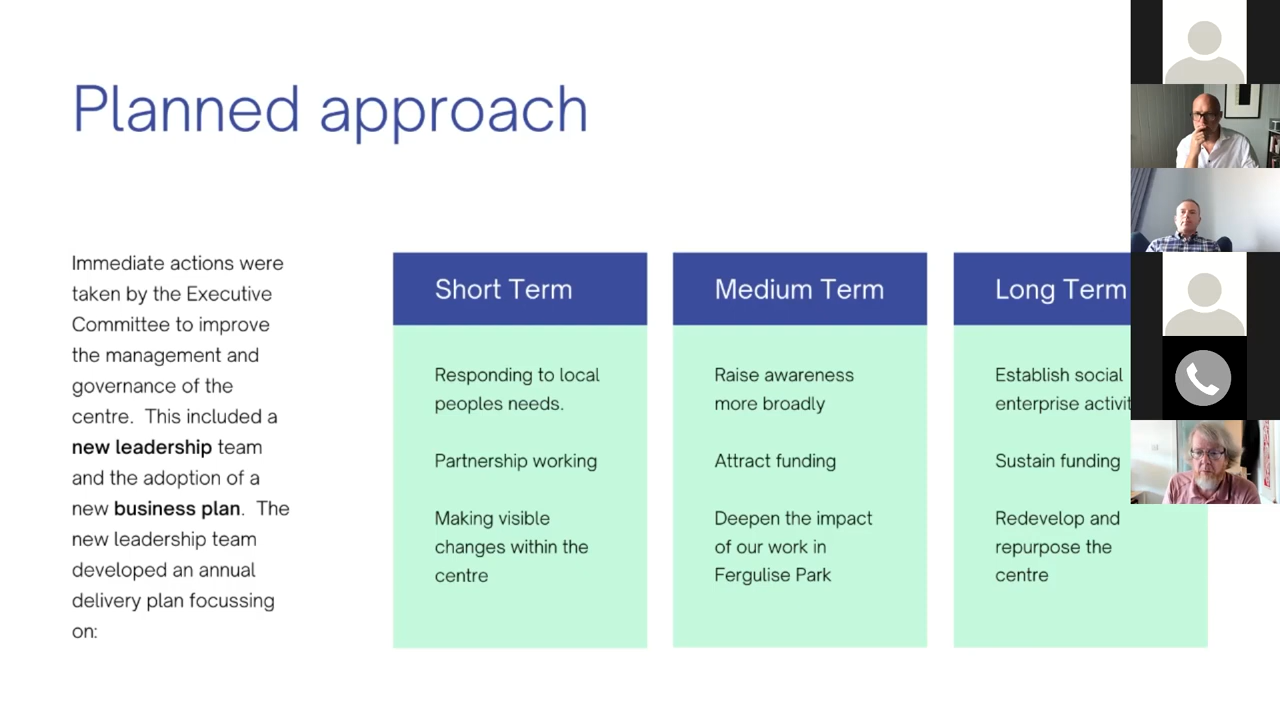 Planned approach
Immediate actions were
taken by the Executive
Committee to improve
the management and
governance of the
centre.  This included a
new leadership team
and the adoption of a
new business plan.  The
new leadership team
developed an annual
delivery plan focussing
on:
Short Term
Responding to local
peoples needs.
Partnership working
Making visible
changes within the
centre
Medium Term
Raise awareness
more broadly
Attract funding
Deepen the impact
of our work in
Fergulise Park
Long Term
Establish social
enterprise
Sustain funding
Redevelop and
repurpose the
centre